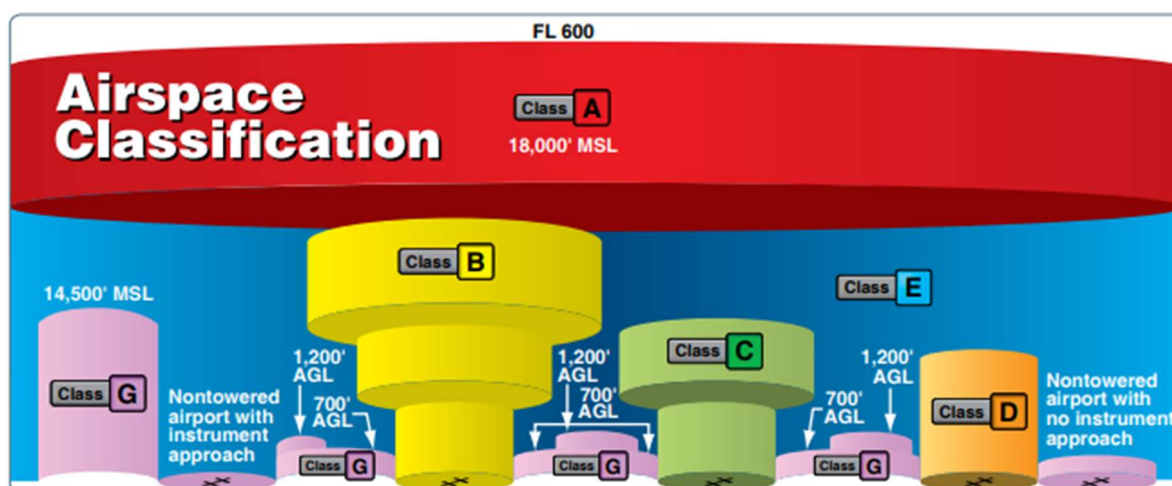 FL 600
Airspace
Classification
Class A
18,000' MSL
Class B
Class E
14,500' MSL
Class C
1,200'
AGL
1,200'
AGL
1,200'
AGL
Class G
Nontowered
airport with
instrument
approach
700'
AGL
700'
AGL
700'
AGL
Class D
Nontowered
airport with
no instrument
approach
Class G
Class G
Class G